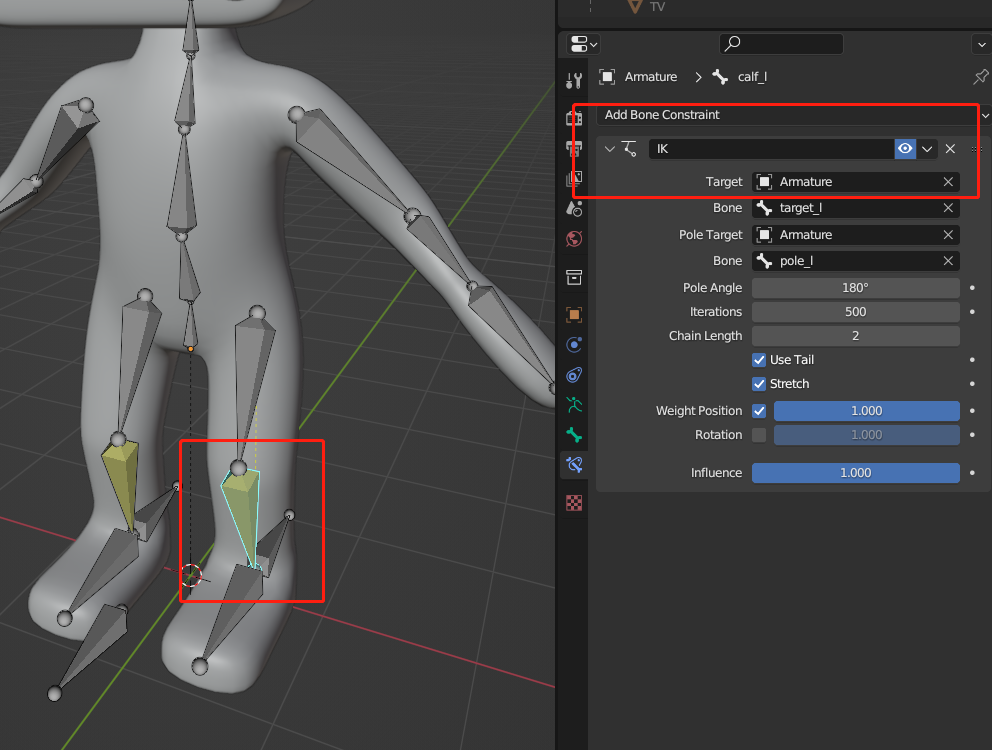 TV
Armature > calf_l
Add Bone Constraint
IK
Target Armature
Bone target_l
Pole Target Armature
Bone pole_l
Pole Angle 180°
Iterations 500
Chain Length 2
Use Tail
Stretch
Weight Position 1.000
Rotation 1.000
Influence 1.000